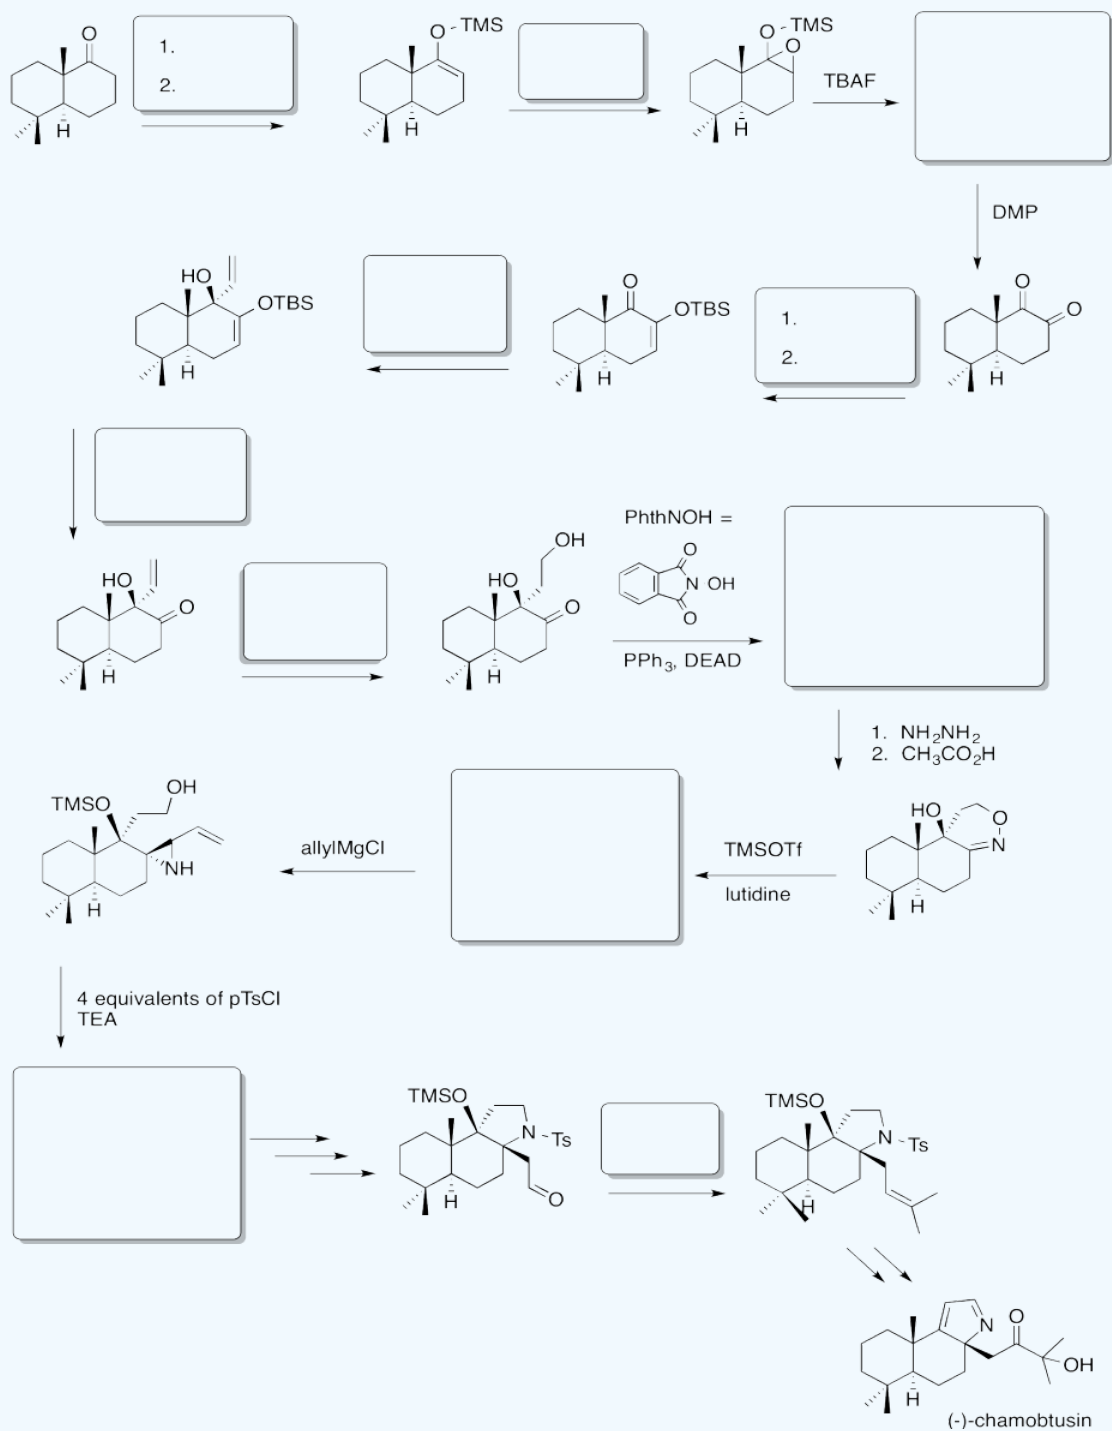 1.
2.
O
H
O-TMS
H
O-TMS
O
H
TBAF
DMP
HO
OTBS
H
O
OTBS
H
1.
2.
O
O
H
HO
O
H
OH
HO
O
H
PhthNOH =
O
N OH
O
PPh3, DEAD
1. NH2NH2
2. CH3CO2H
OH
TMSO
NH
H
allylMgCl
TMSOTf
lutidine
HO
O
N
H
4 equivalents of pTsCl
TEA
TMSO
N-Ts
H
O
TMSO
N-Ts
H
N
O
OH
H
(-)-chamobtusin